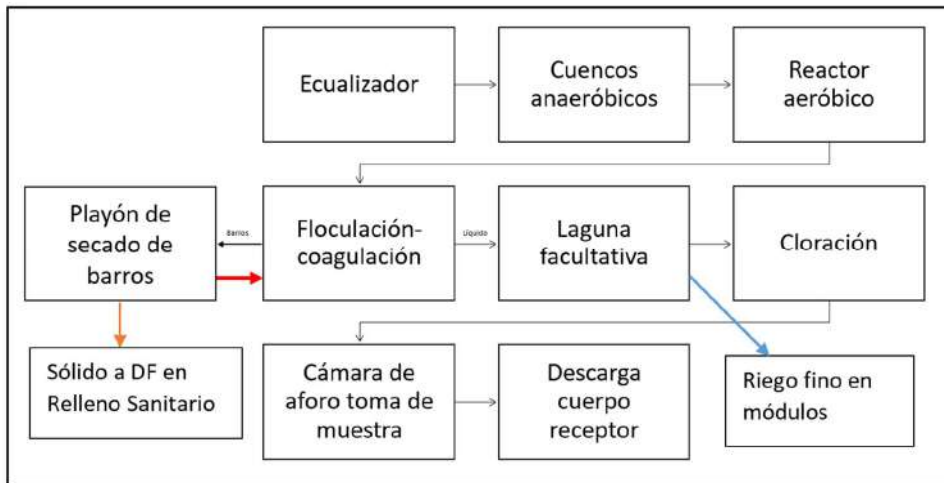 Ecualizador
Cuencos
anaeróbicos
Reactor
aeróbico
Playón de
secado de
barros
Barros
Floculación-
coagulación
Líquido
Laguna
facultativa
Cloración
Sólido a DF en
Relleno Sanitario
Cámara de
aforo toma de
muestra
Descarga
cuerpo
receptor
Riego fino en
módulos